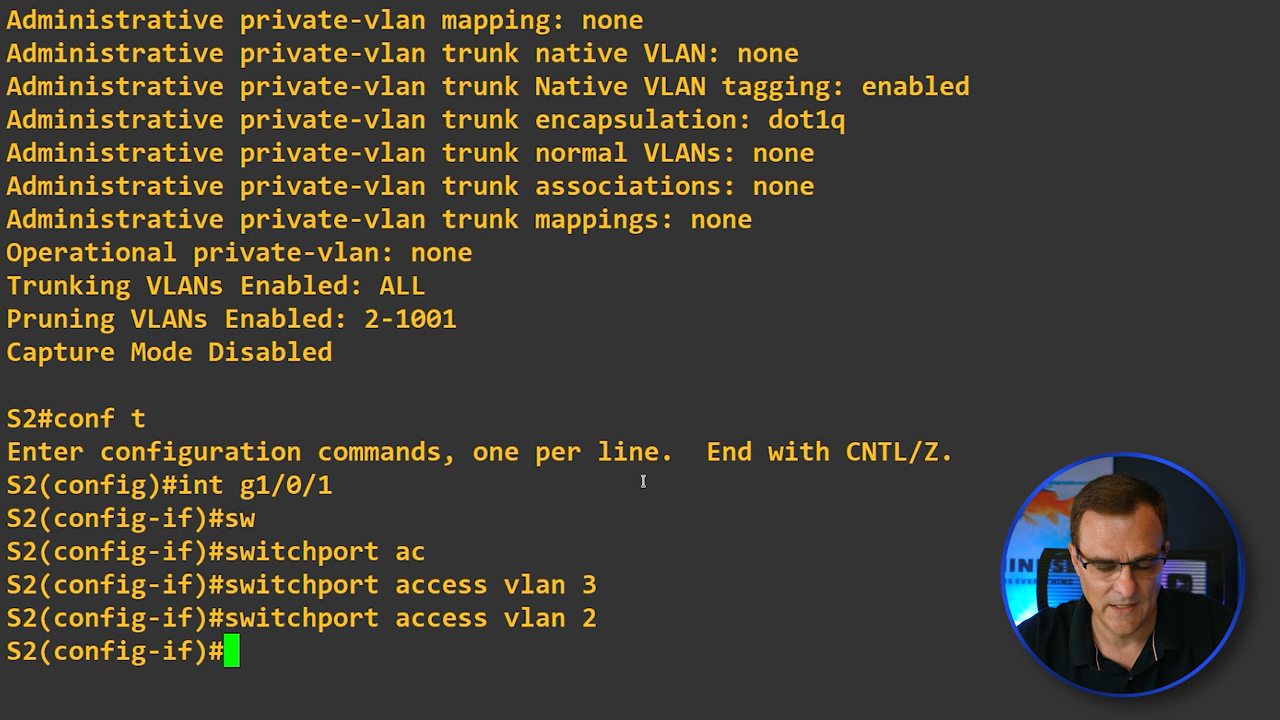 Administrative private-vlan mapping: none
Administrative private-vlan trunk native VLAN: none
Administrative private-vlan trunk Native VLAN tagging: enabled
Administrative private-vlan trunk encapsulation: dot1q
Administrative private-vlan trunk normal VLANs: none
Administrative private-vlan trunk associations: none
Administrative private-vlan trunk mappings: none
Operational private-vlan: none
Trunking VLANs Enabled: ALL
Pruning VLANs Enabled: 2-1001
Capture Mode Disabled
S2#conf t
Enter configuration commands, one per line.  End with CNTL/Z.
S2(config)#int g1/0/1
S2(config-if)#sw
S2(config-if)#switchport ac
S2(config-if)#switchport access vlan 3
S2(config-if)#switchport access vlan 2
S2(config-if)#